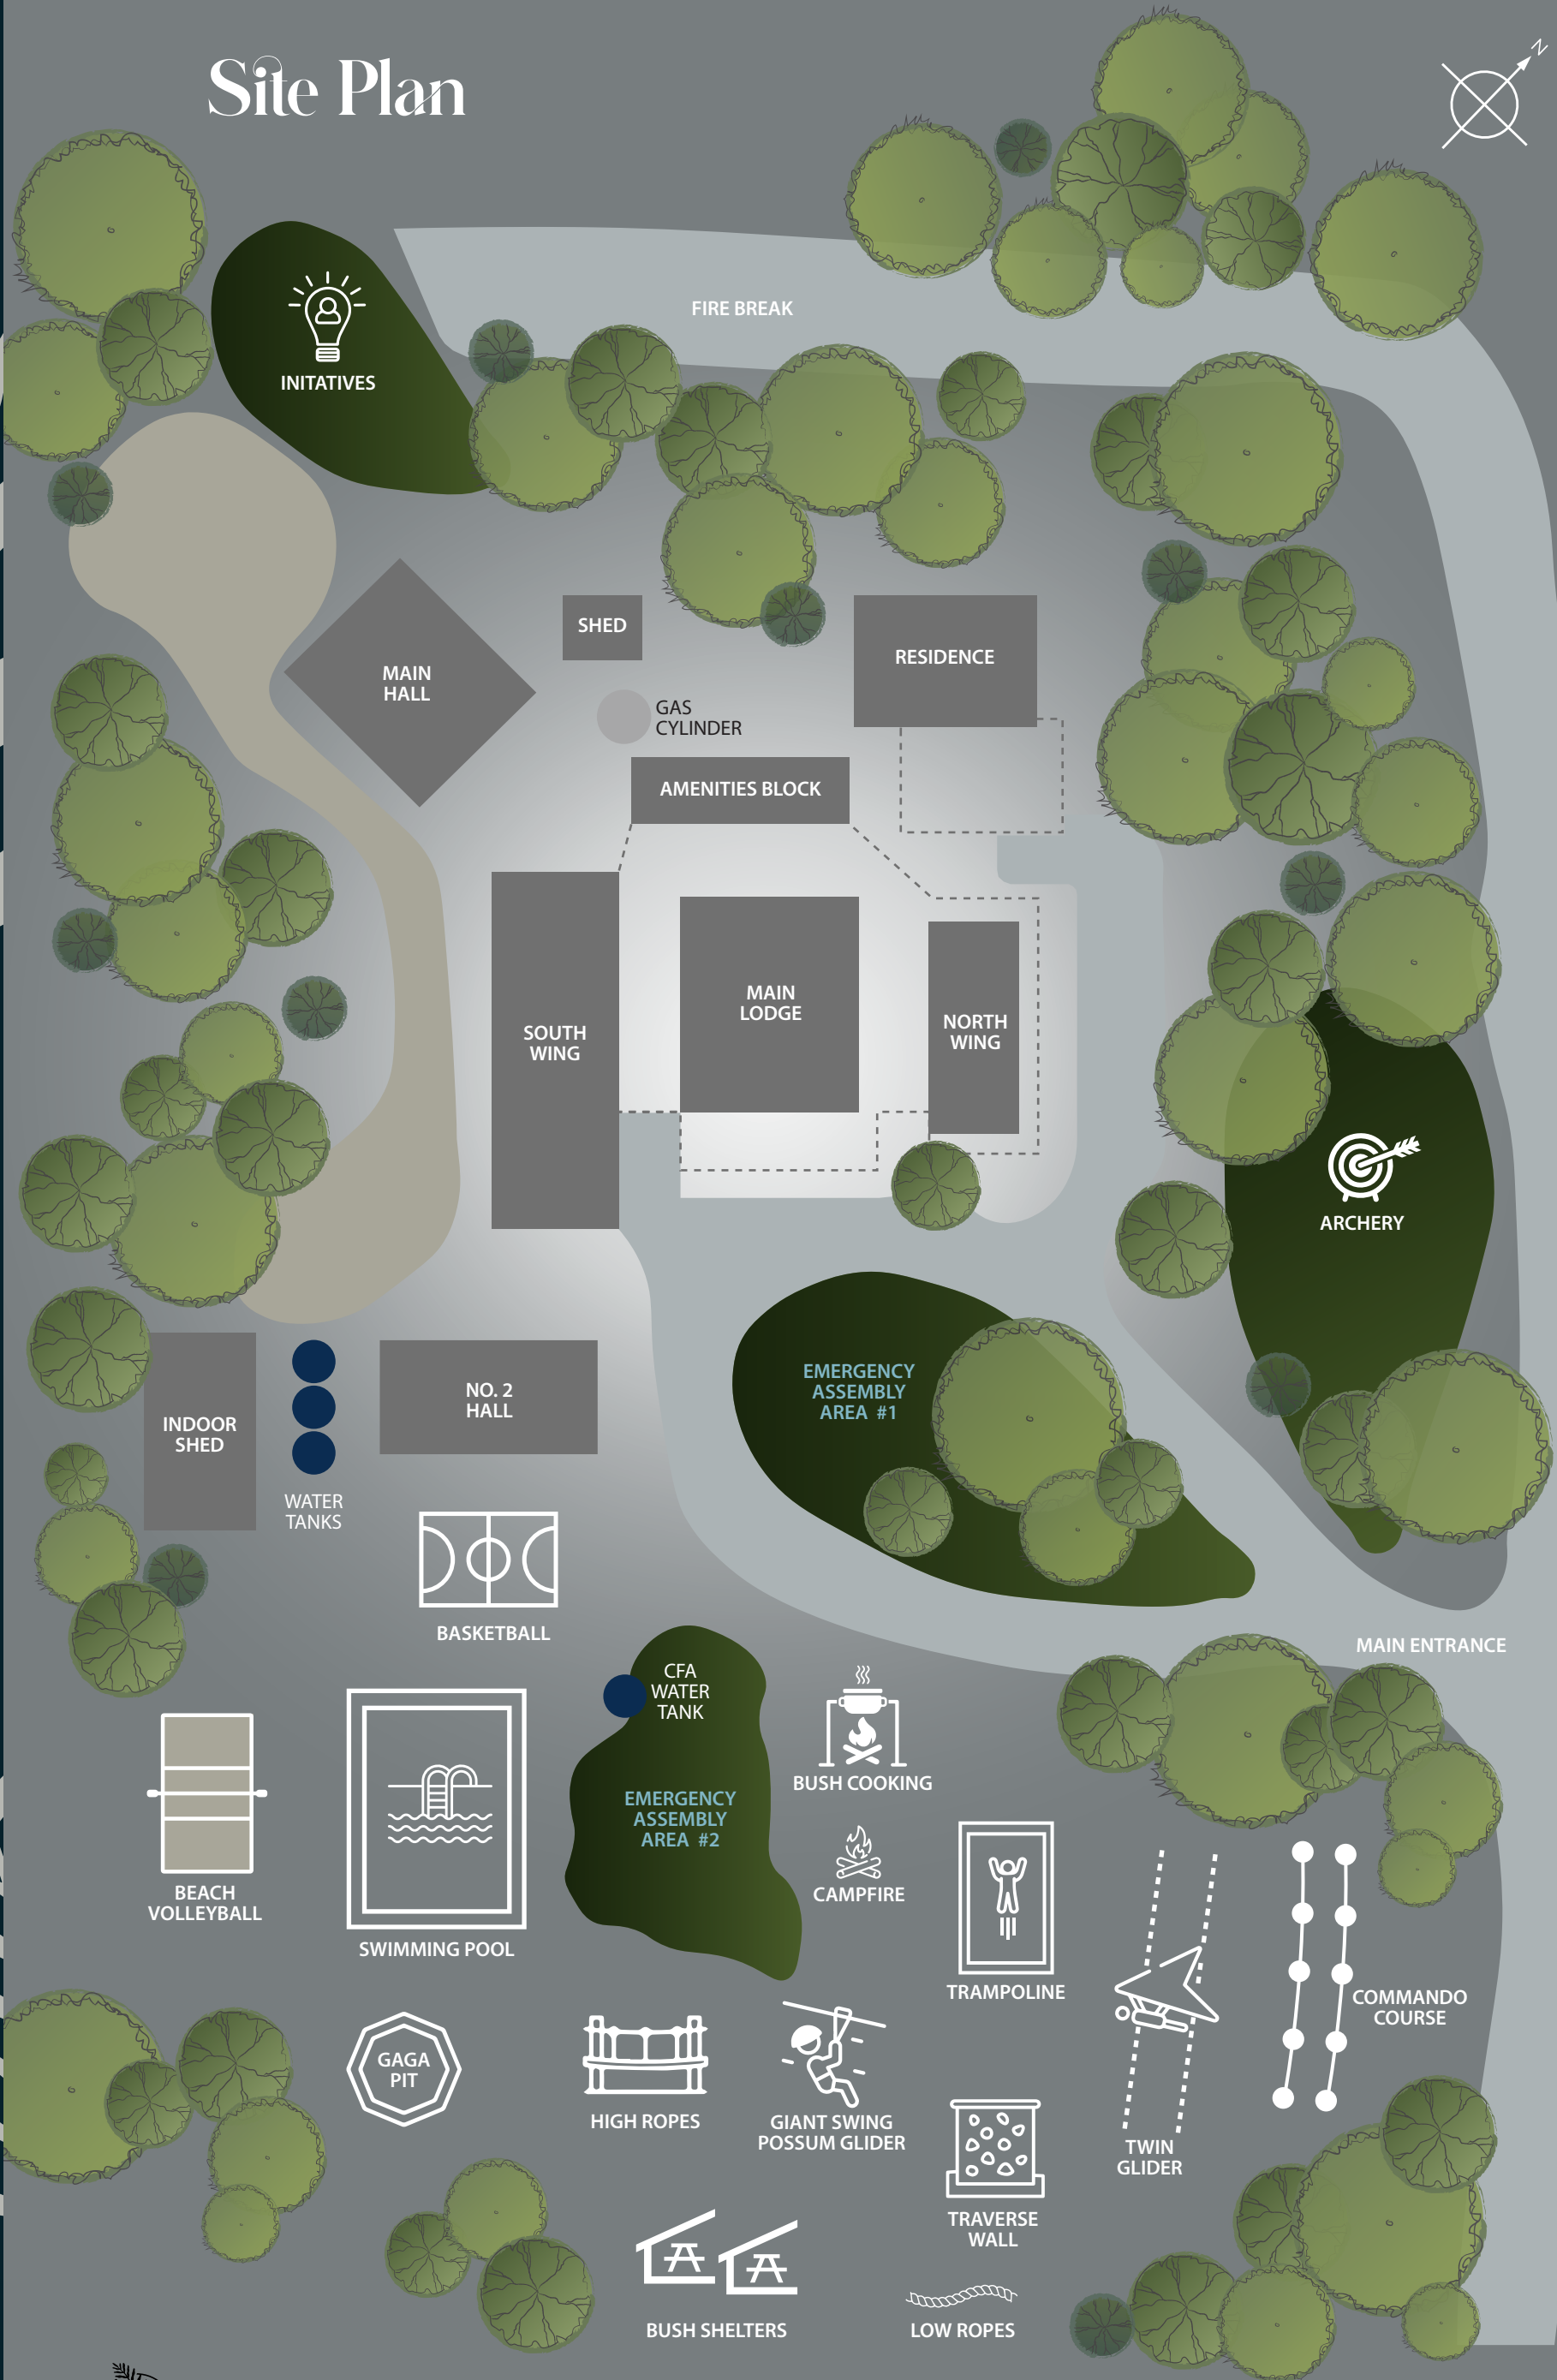 Site Plan
N
INITATIVES
FIRE BREAK
MAIN
HALL
SHED
GAS
CYLINDER
RESIDENCE
AMENITIES BLOCK
SOUTH
WING
MAIN
LODGE
NORTH
WING
ARCHERY
EMERGENCY
ASSEMBLY
AREA #1
INDOOR
SHED
WATER
TANKS
NO. 2
HALL
BASKETBALL
MAIN ENTRANCE
CFA
WATER
TANK
EMERGENCY
ASSEMBLY
AREA #2
BUSH COOKING
CAMPFIRE
BEACH
VOLLEYBALL
SWIMMING POOL
TRAMPOLINE
COMMANDO
COURSE
GAGA
PIT
HIGH ROPES
GIANT SWING
POSSUM GLIDER
TWIN
GLIDER
TRAVERSE
WALL
BUSH SHELTERS
LOW ROPES